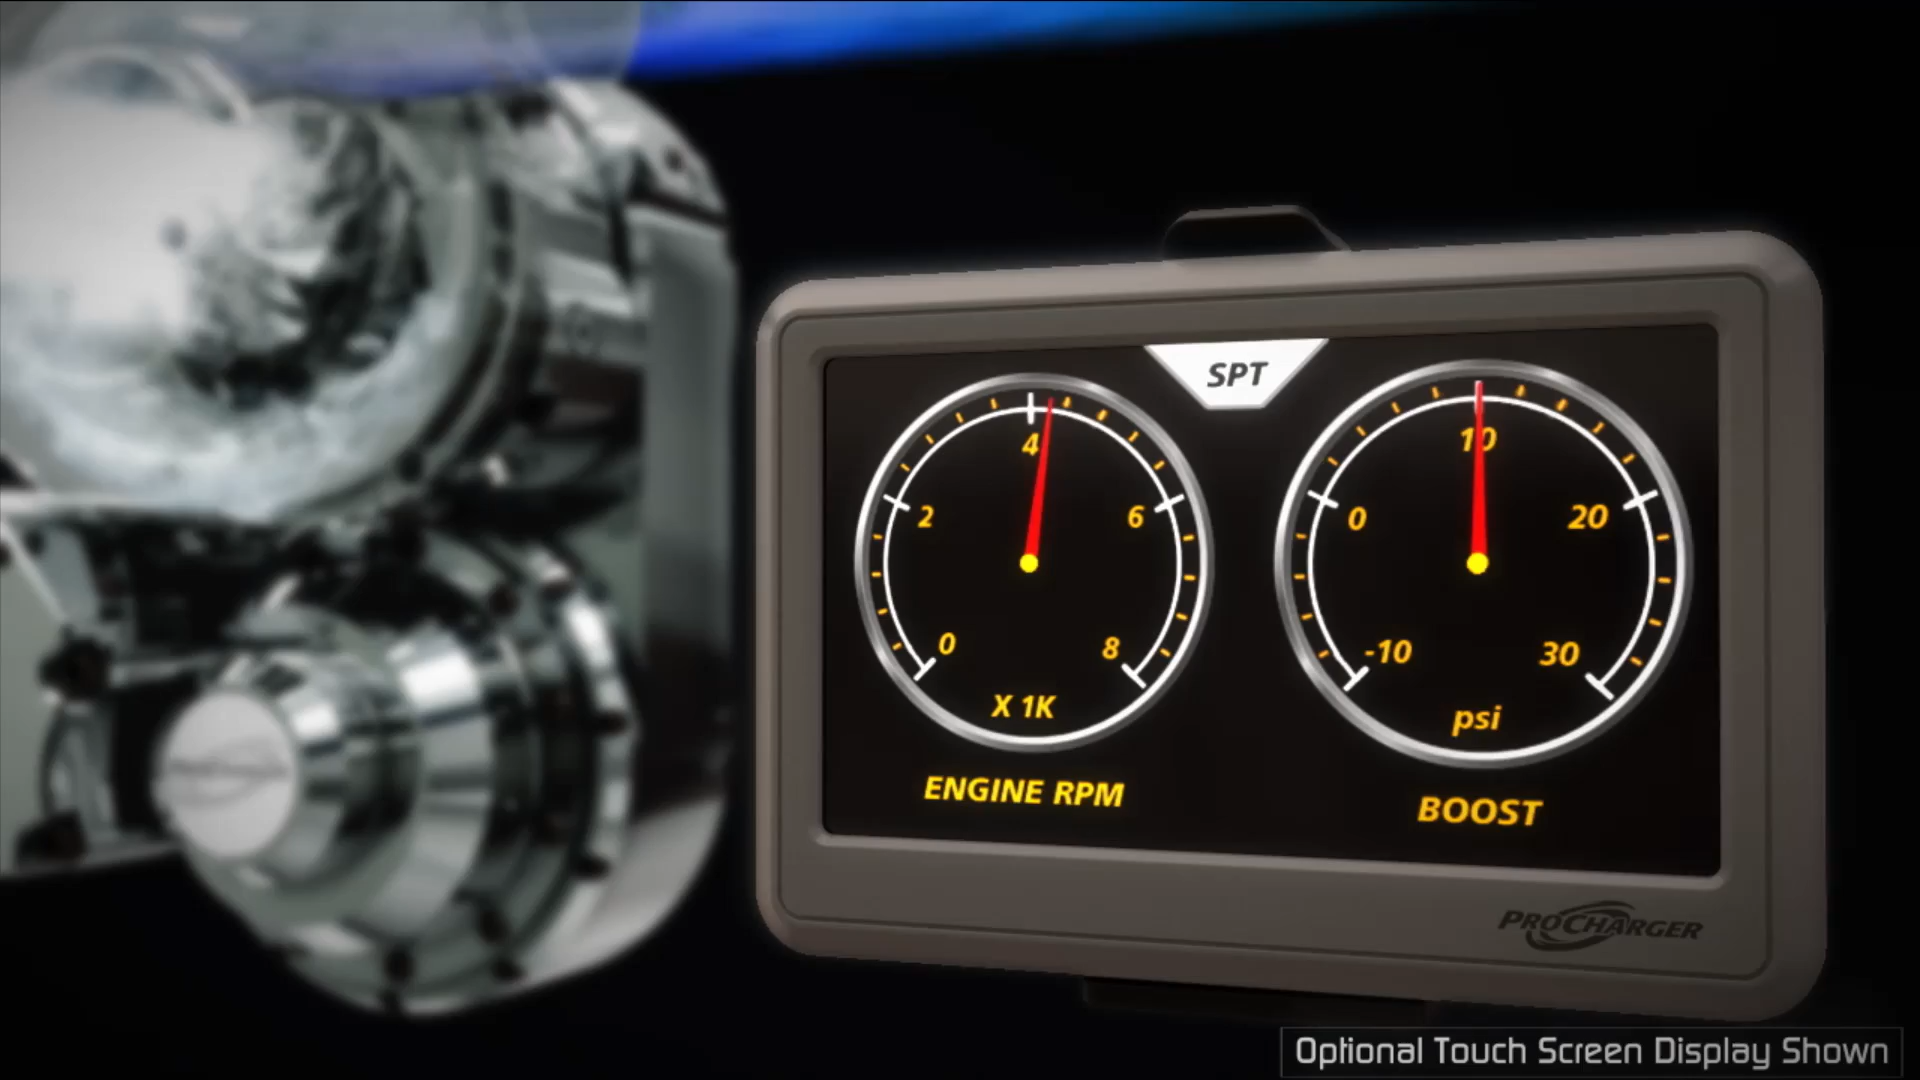 SPT
4
2
6
0
8
X 1K
ENGINE RPM
10
0
20
-10
30
psi
BOOST
PROCHARGER
Optional Touch Screen Display Shown